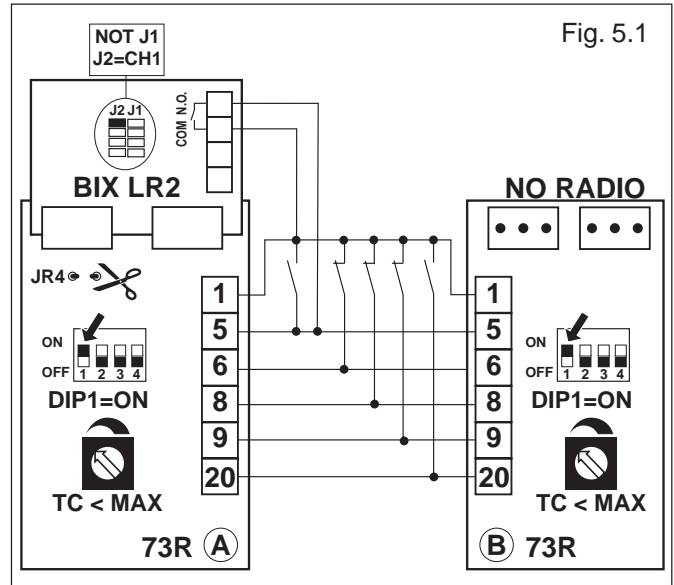 Fig. 5.1
NOT J1
J2=CH1
J2 J1
COM N.O.
BIX LR2
NO RADIO
JR4
1
5
6
8
9
20
ON
OFF
1 2 3 4
DIP1=ON
TC < MAX
73R A
1
5
6
8
9
20
ON
OFF
1 2 3 4
DIP1=ON
TC < MAX
B 73R